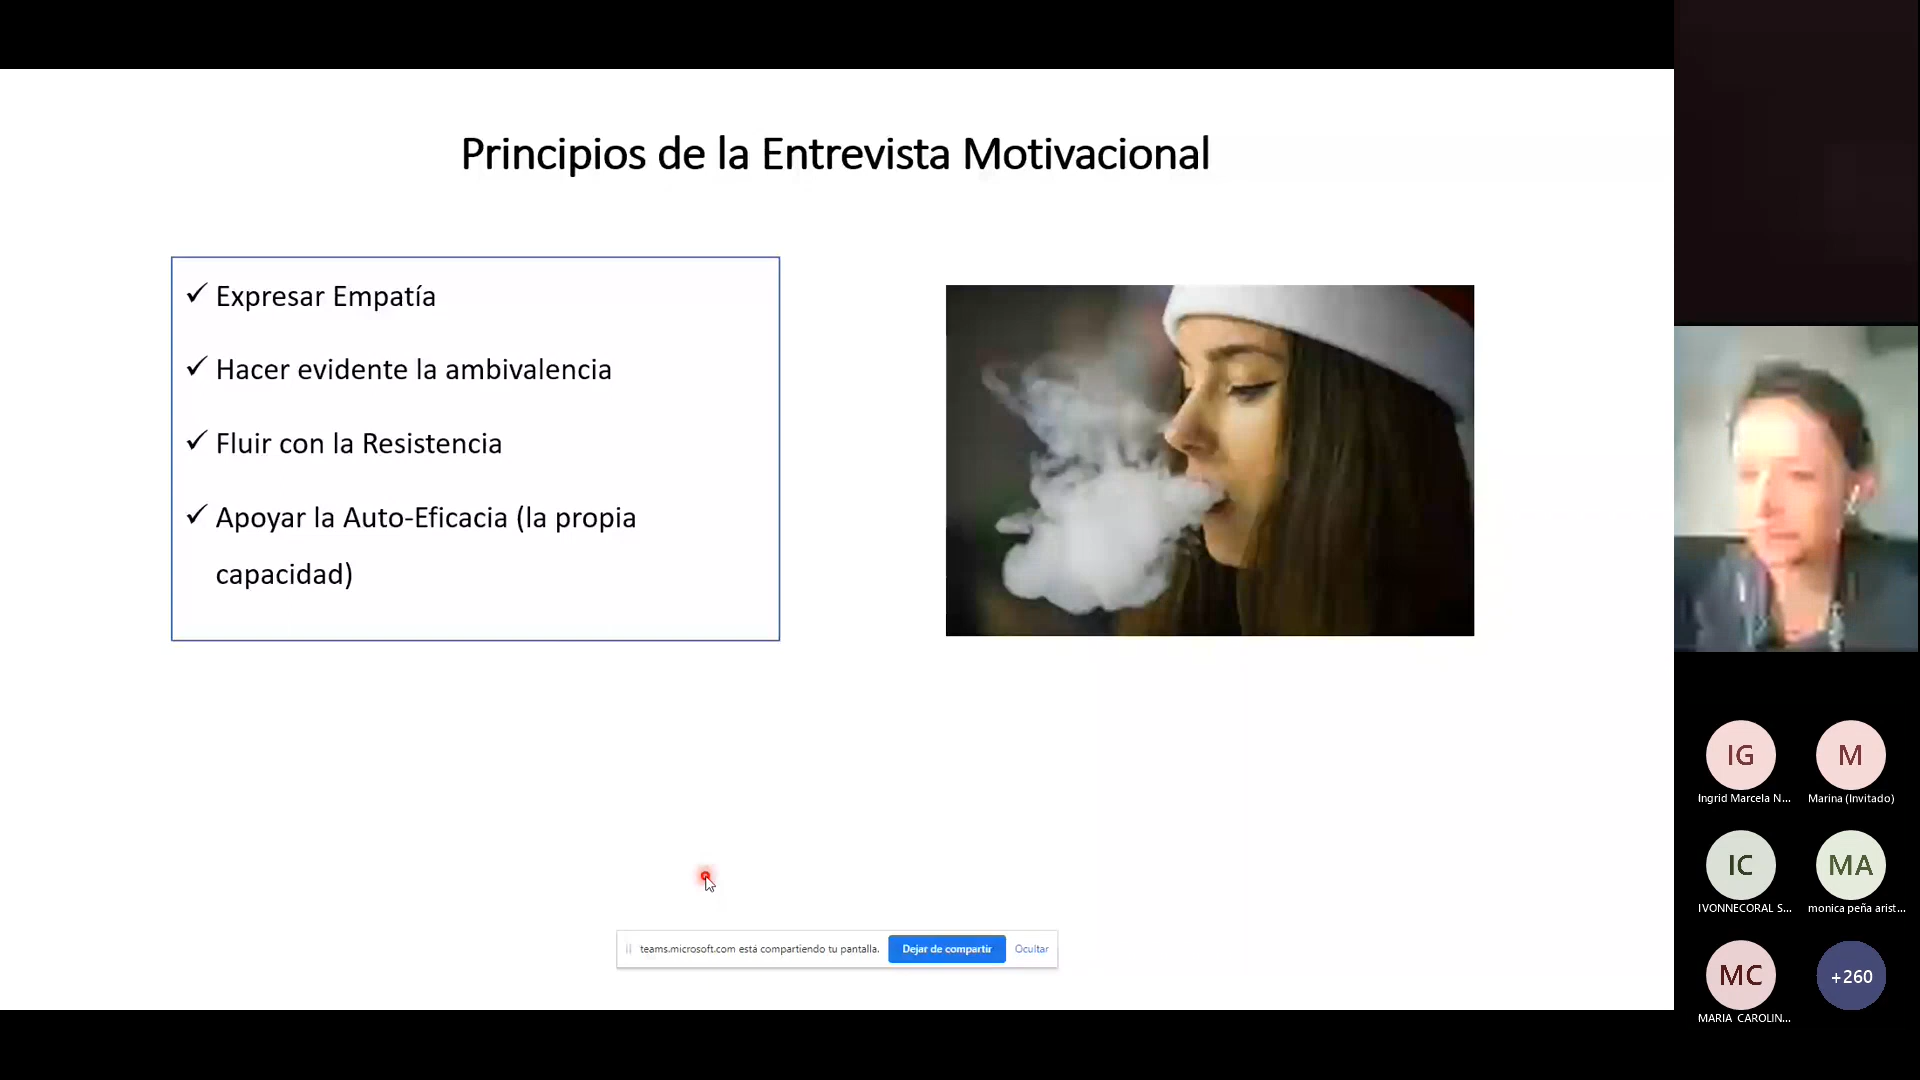 Principios de la Entrevista Motivacional
✓ Expresar Empatía
✓ Hacer evidente la ambivalencia
✓ Fluir con la Resistencia
✓ Apoyar la Auto-Eficacia (la propia
capacidad)
teams.microsoft.com está compartiendo tu pantalla. Dejar de compartir Ocultar
IG M
Ingrid Marcela N... Marina (Invitado)
IC MA
IVONNECORAL S... monica peña arist...
MC +260
MARIA CAROLIN...